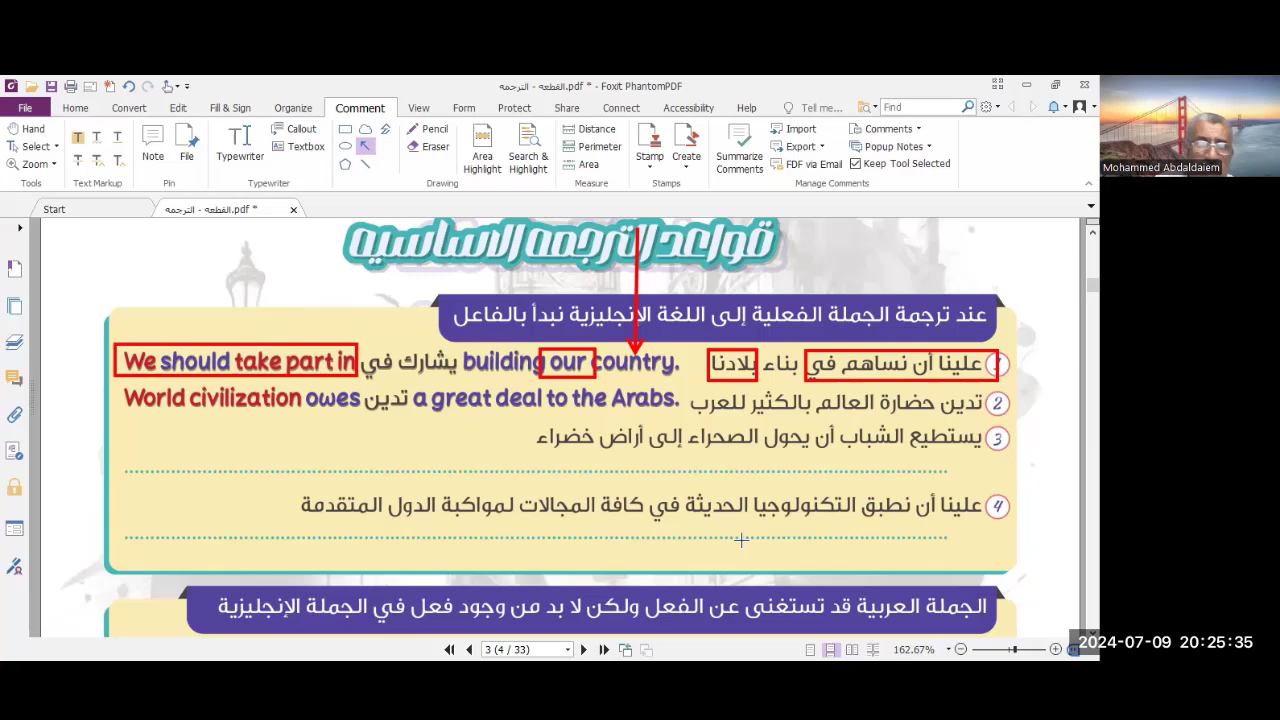 القطعه - الترجمه.pdf * - Foxit PhantomPDF
File Home Convert Edit Fill & Sign Organize Comment View Form Protect Share Connect Accessibility Help Tell me... Find
Hand
Select
Zoom
Tools
Text Markup
Note File
Pin
Typewriter Callout
Textbox
Typewriter
Pencil
Eraser
Area Highlight Search & Highlight
Drawing
Distance
Perimeter
Area
Measure
Stamp Create
Stamps
Summarize Comments
Import
Export
FDF via Email
Comments
Popup Notes
Keep Tool Selected
Manage Comments
Mohammed Abdaldaiem
Start القطعه - الترجمه.pdf *
قواعد الترجمه الاساسيه
عند ترجمة الجملة الفعلية إلى اللغة الإنجليزية نبدأ بالفاعل
1 علينا أن نساهم في بناء بلادنا We should take part in يشارك في building our country.
2 تدين حضارة العالم بالكثير للعرب World civilization owes تدين a great deal to the Arabs.
3 يستطيع الشباب أن يحول الصحراء إلى أراض خضراء
4 علينا أن نطبق التكنولوجيا الحديثة في كافة المجالات لمواكبة الدول المتقدمة
الجملة العربية قد تستغنى عن الفعل ولكن لا بد من وجود فعل في الجملة الإنجليزية
3 (4 / 33) 162.67%
2024-07-09 20:25:35